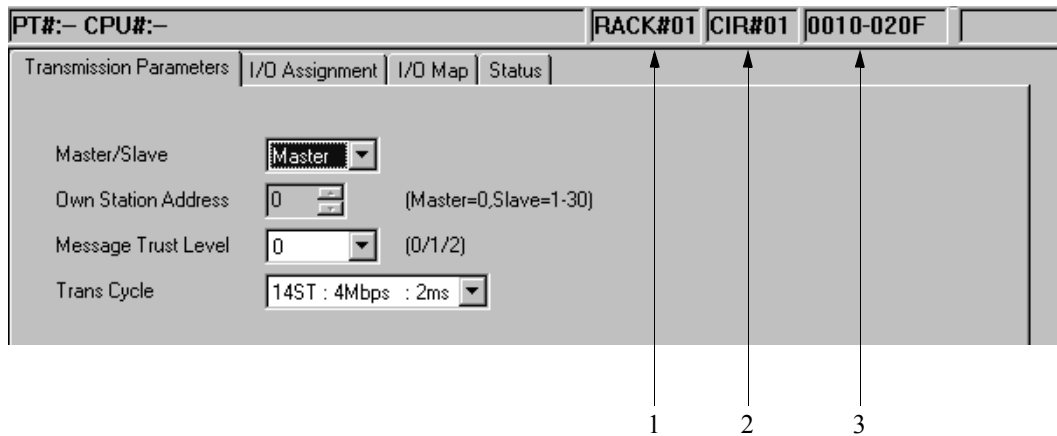 PT#:– CPU#:– RACK#01 CIR#01 0010-020F
Transmission Parameters I/O Assignment I/O Map Status
Master/Slave Master
Own Station Address 0 (Master=0,Slave=1-30)
Message Trust Level 0 (0/1/2)
Trans Cycle 14ST : 4Mbps : 2ms
1 2 3